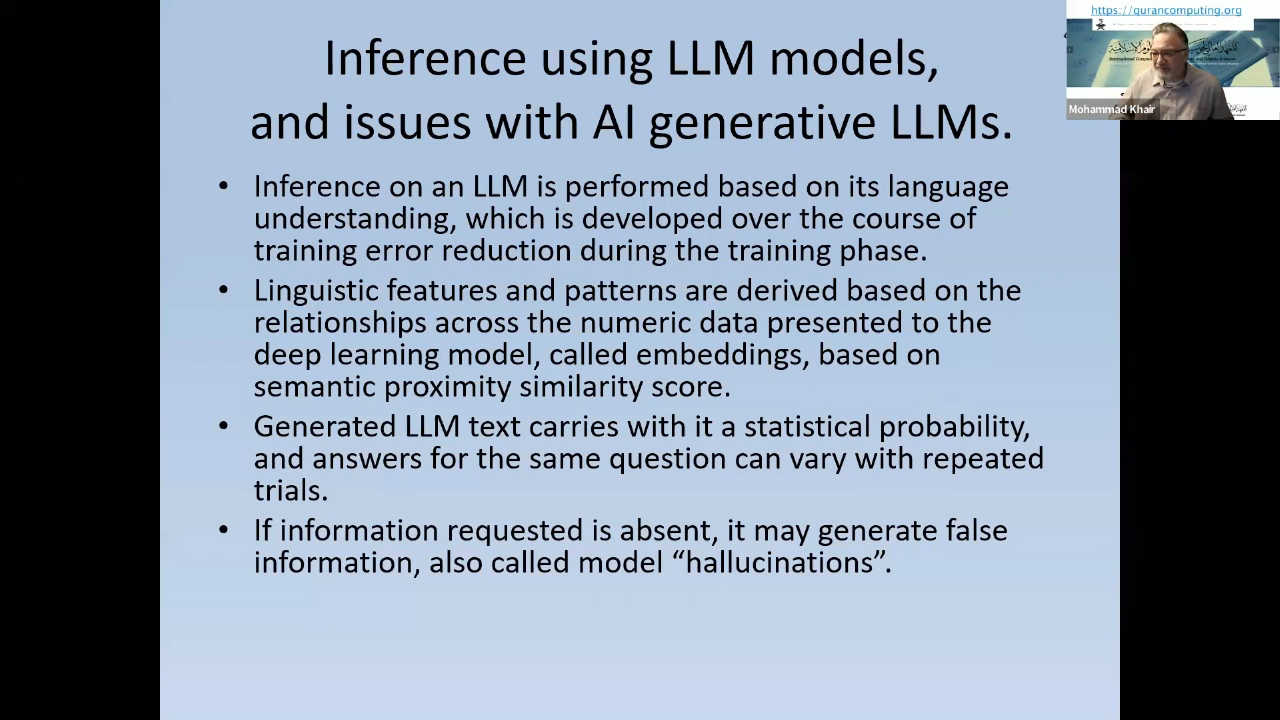 Inference using LLM models,
and issues with AI generative LLMs.
• Inference on an LLM is performed based on its language
understanding, which is developed over the course of
training error reduction during the training phase.
• Linguistic features and patterns are derived based on the
relationships across the numeric data presented to the
deep learning model, called embeddings, based on
semantic proximity similarity score.
• Generated LLM text carries with it a statistical probability,
and answers for the same question can vary with repeated
trials.
• If information requested is absent, it may generate false
information, also called model “hallucinations”.
https://qurancomputing.org
Mohammad Khair